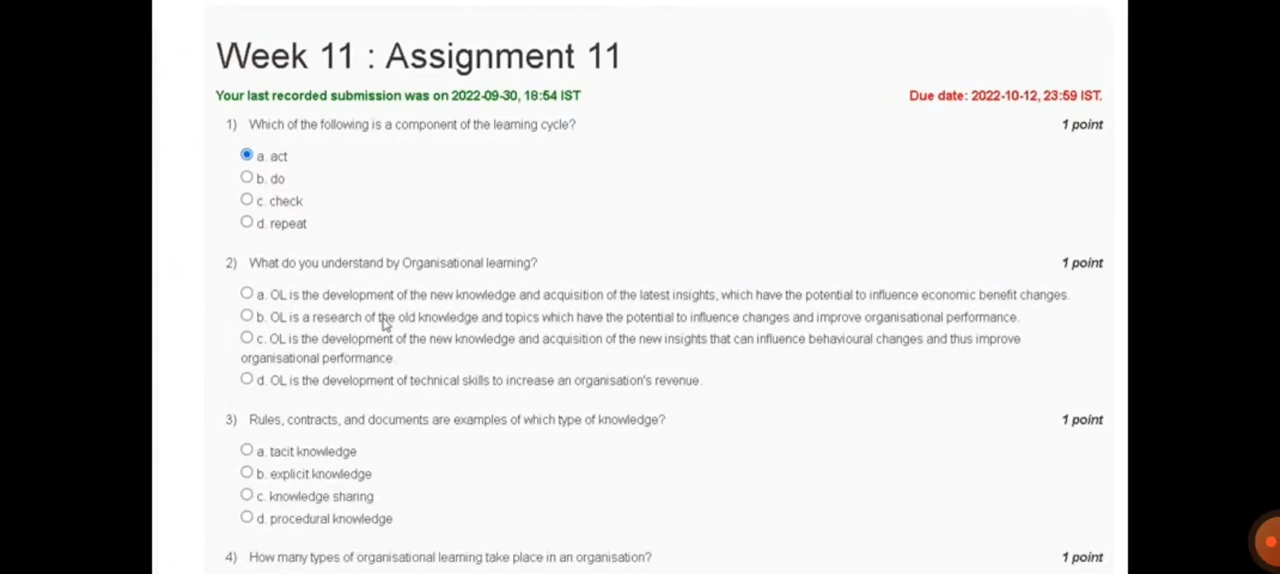 Week 11 : Assignment 11
Your last recorded submission was on 2022-09-30, 18:54 IST
Due date: 2022-10-12, 23:59 IST.
1) Which of the following is a component of the learning cycle?
1 point
a. act
b. do
c. check
d. repeat
2) What do you understand by Organisational learning?
1 point
a. OL is the development of the new knowledge and acquisition of the latest insights, which have the potential to influence economic benefit changes.
b. OL is a research of the old knowledge and topics which have the potential to influence changes and improve organisational performance.
c. OL is the development of the new knowledge and acquisition of the new insights that can influence behavioural changes and thus improve
organisational performance.
d. OL is the development of technical skills to increase an organisation's revenue.
3) Rules, contracts, and documents are examples of which type of knowledge?
1 point
a. tacit knowledge
b. explicit knowledge
c. knowledge sharing
d. procedural knowledge
4) How many types of organisational learning take place in an organisation?
1 point